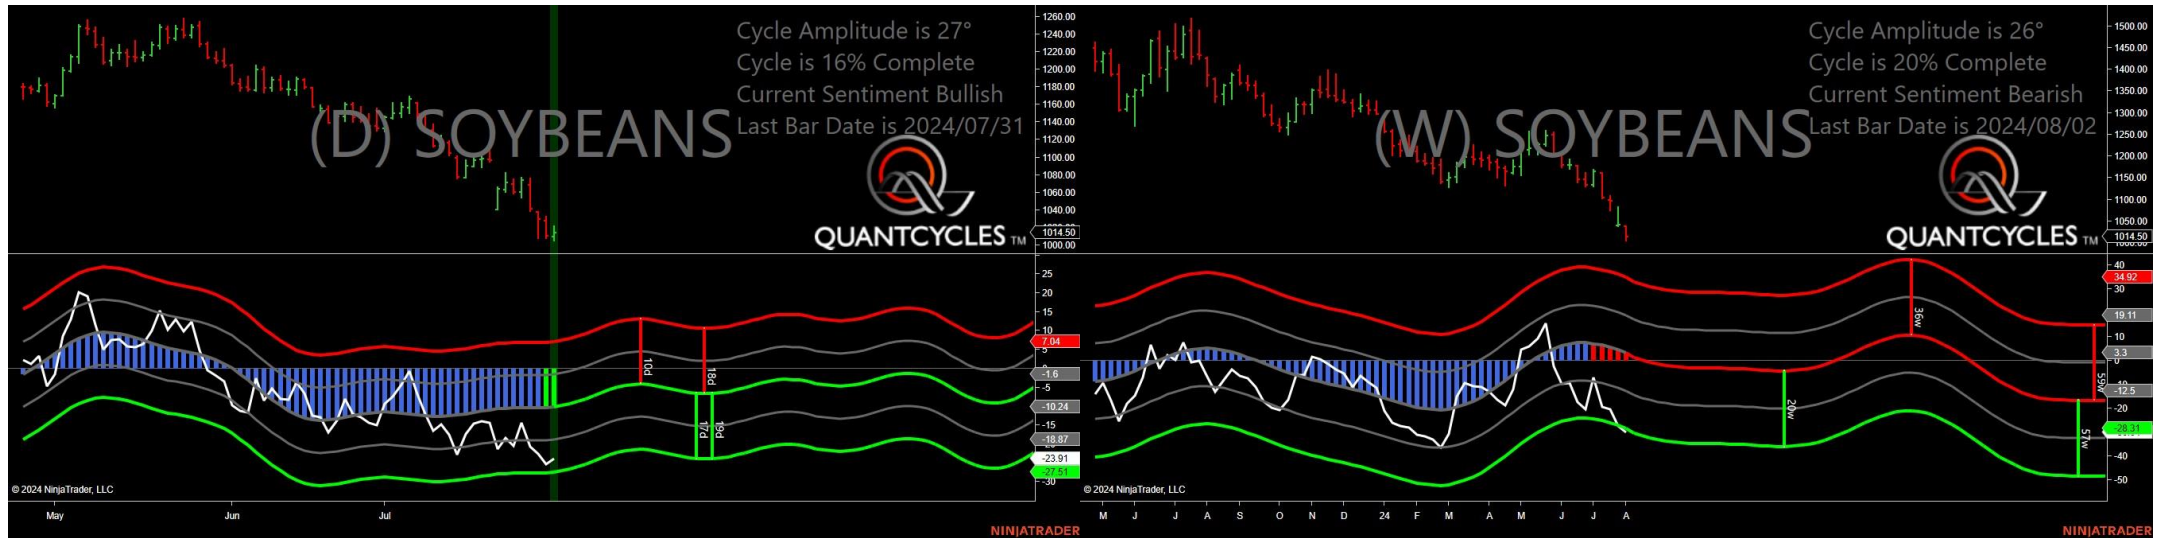 Cycle Amplitude is 27°
Cycle is 16% Complete
Current Sentiment Bullish
Last Bar Date is 2024/07/31
(D) SOYBEANS
QUANTCYCLES TM
1260.00
1240.00
1220.00
1200.00
1180.00
1160.00
1140.00
1120.00
1100.00
1080.00
1060.00
1040.00
1014.50
1000.00
25
20
15
10
7.04
5
-1.6
-5
-10.24
-15
-18.87
-23.91
-27.51
-30
10d
18d
17d
19d
© 2024 NinjaTrader, LLC
May
Jun
Jul
NINJATRADER
Cycle Amplitude is 26°
Cycle is 20% Complete
Current Sentiment Bearish
Last Bar Date is 2024/08/02
(W) SOYBEANS
QUANTCYCLES TM
1500.00
1450.00
1400.00
1350.00
1300.00
1250.00
1200.00
1150.00
1100.00
1050.00
1014.50
40
34.92
30
19.11
10
3.3
-12.5
-20
-28.31
-40
-50
36w
20w
59w
57w
© 2024 NinjaTrader, LLC
M
J
J
A
S
O
N
D
24
F
M
A
M
J
J
A
NINJATRADER